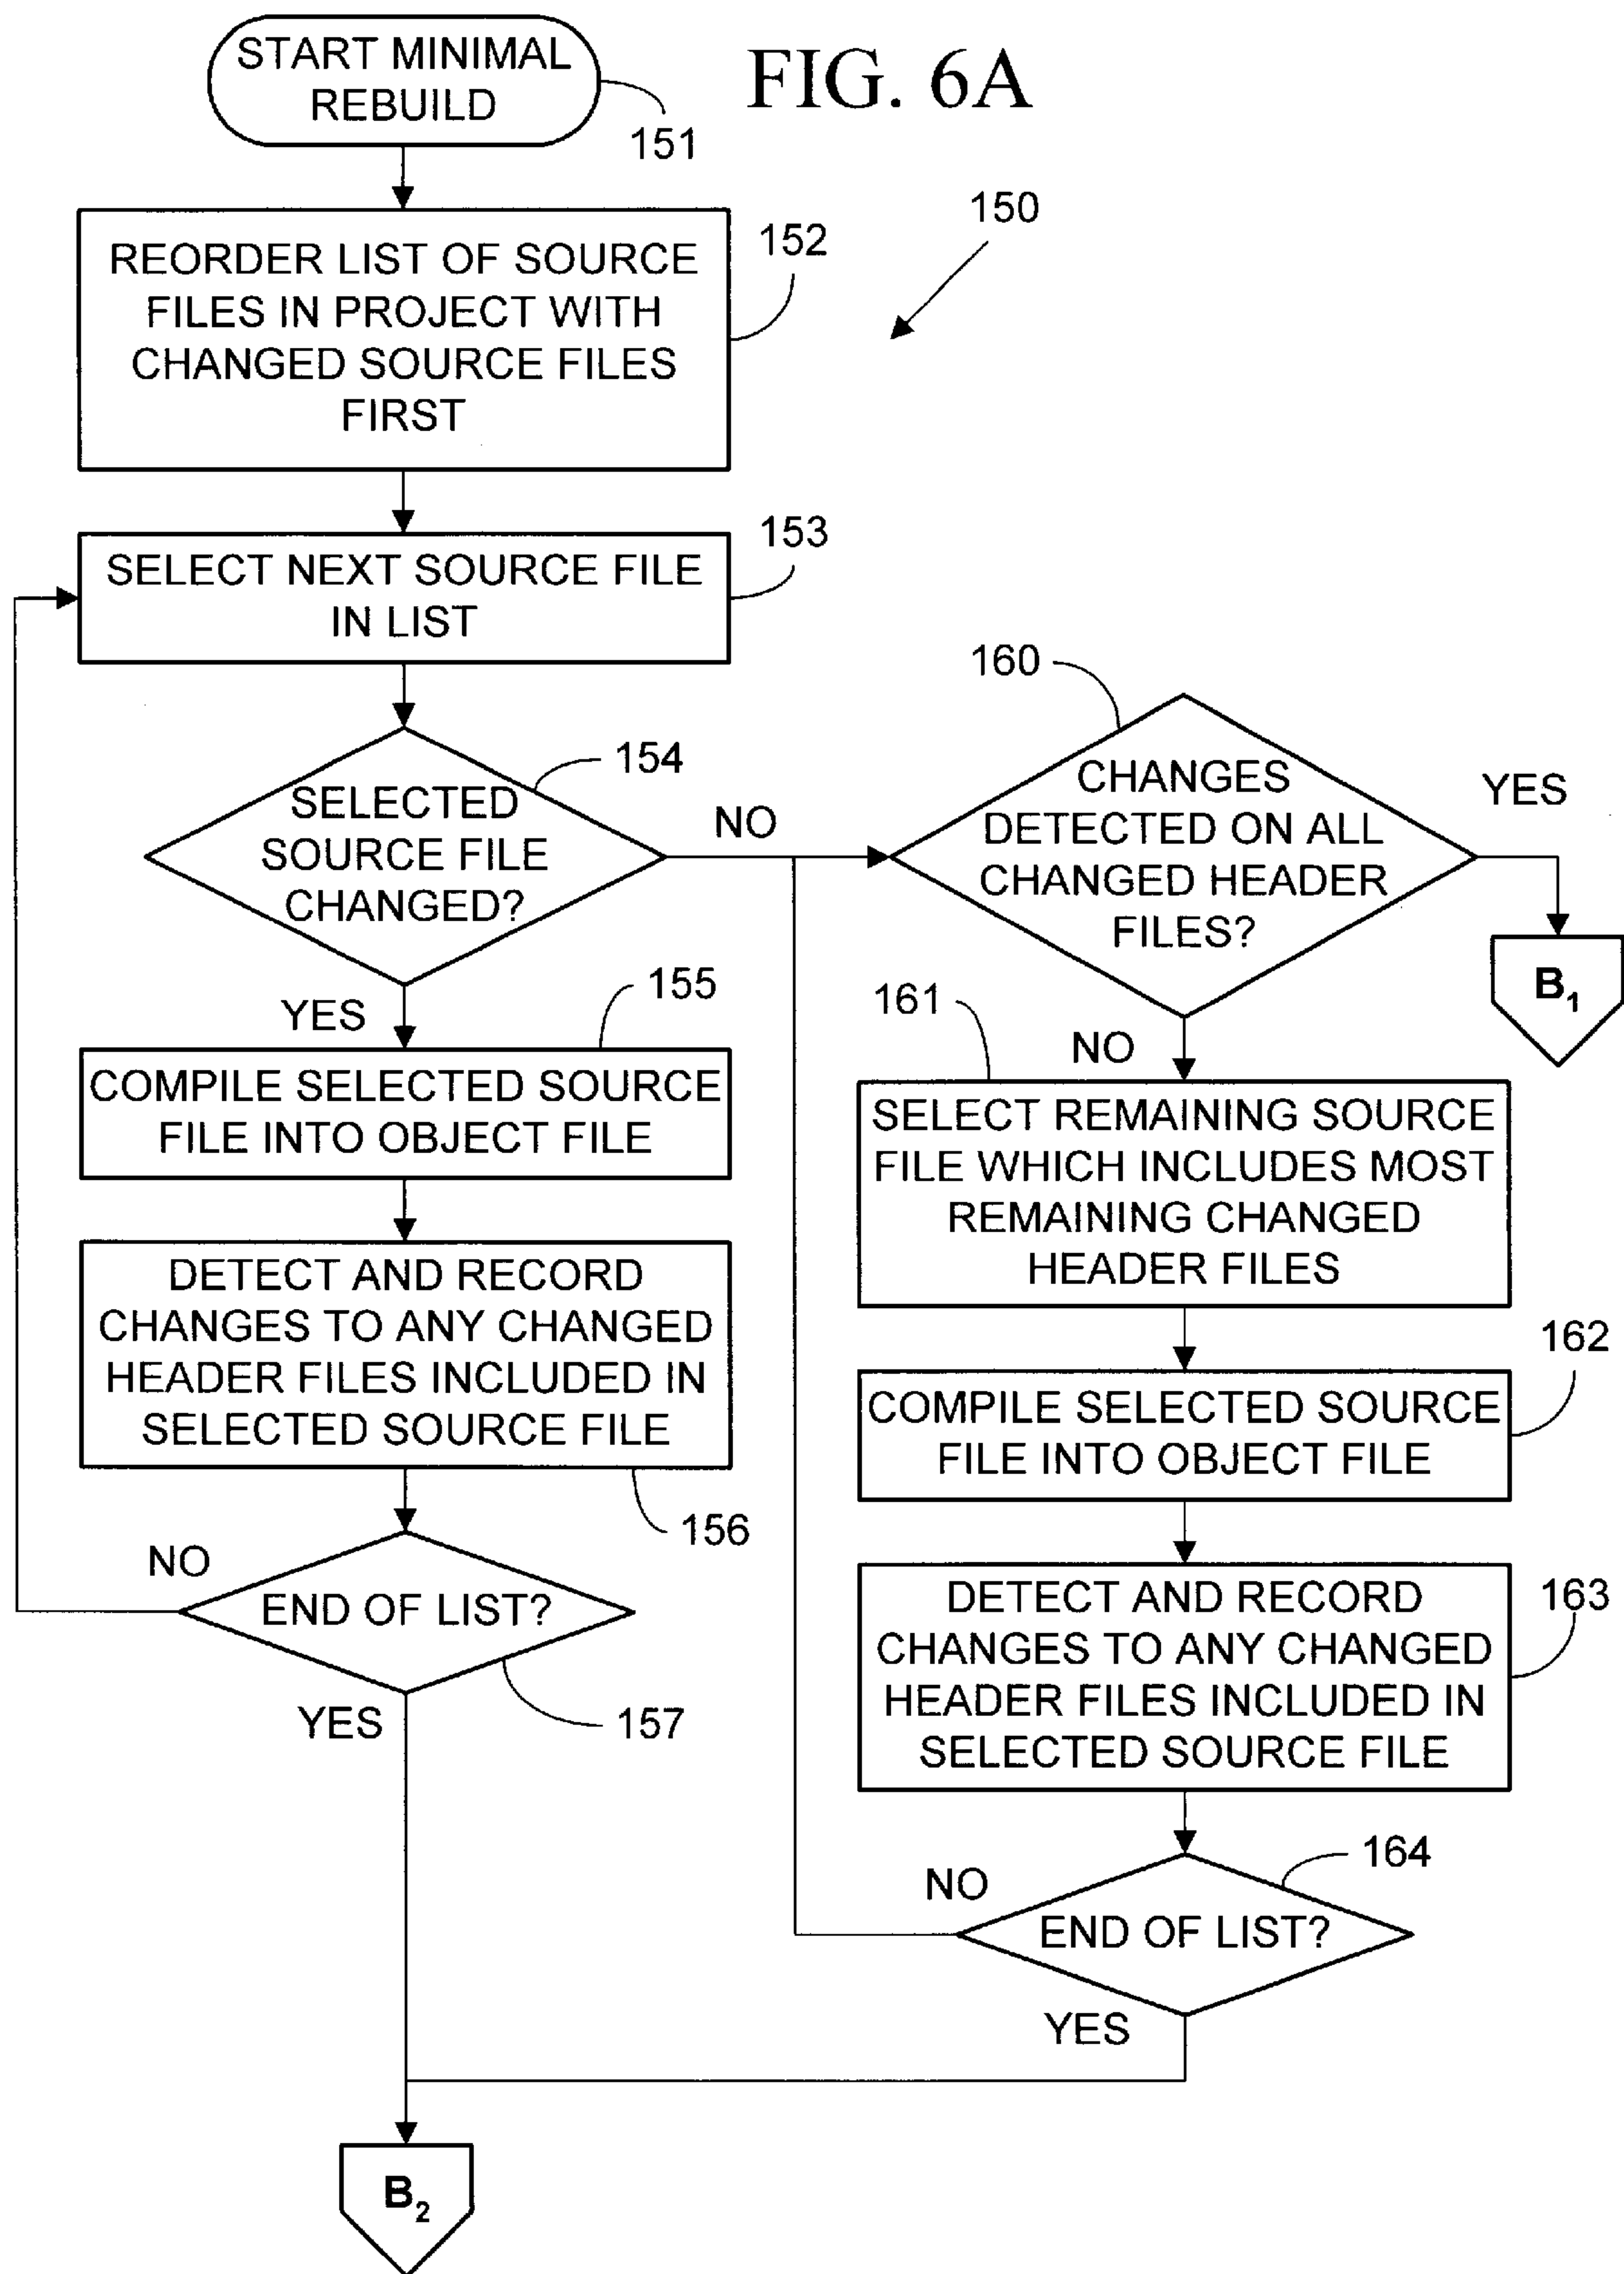 START MINIMAL
REBUILD
FIG. 6A
151
150
REORDER LIST OF SOURCE
FILES IN PROJECT WITH
CHANGED SOURCE FILES
FIRST
152
SELECT NEXT SOURCE FILE
IN LIST
153
SELECTED
SOURCE FILE
CHANGED?
154
NO
YES
COMPILE SELECTED SOURCE
FILE INTO OBJECT FILE
155
DETECT AND RECORD
CHANGES TO ANY CHANGED
HEADER FILES INCLUDED IN
SELECTED SOURCE FILE
156
NO
END OF LIST?
YES
157
160
CHANGES
DETECTED ON ALL
CHANGED HEADER
FILES?
YES
B1
NO
161
SELECT REMAINING SOURCE
FILE WHICH INCLUDES MOST
REMAINING CHANGED
HEADER FILES
COMPILE SELECTED SOURCE
FILE INTO OBJECT FILE
162
DETECT AND RECORD
CHANGES TO ANY CHANGED
HEADER FILES INCLUDED IN
SELECTED SOURCE FILE
163
NO
END OF LIST?
164
YES
B2